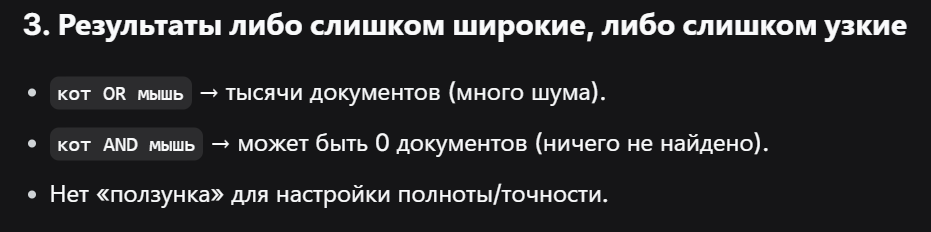 3. Результаты либо слишком широкие, либо слишком узкие
• кот OR мышь → тысячи документов (много шума).
• кот AND мышь → может быть 0 документов (ничего не найдено).
• Нет «ползунка» для настройки полноты/точности.